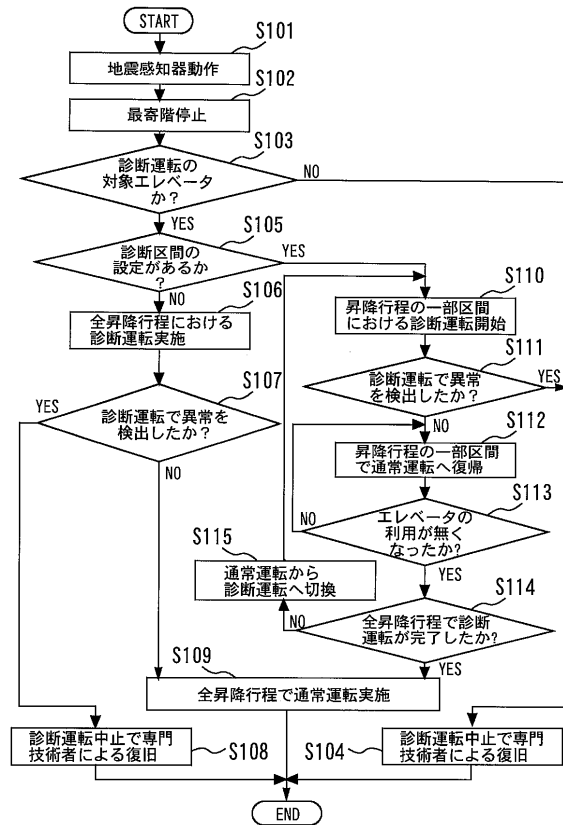 START
S101
地震感知器動作
S102
最寄階停止
S103
診断運転の
対象エレベータ
か?
NO
YES
S105
診断区間の
設定があるか
?
YES
NO
S106
全昇降行程における
診断運転実施
S110
昇降行程の一部区間
における診断運転開始
S107
診断運転で異常を
検出したか?
YES
NO
S111
診断運転で異常
を検出したか?
YES
NO
S112
昇降行程の一部区間
で通常運転へ復帰
S113
エレベータの
利用が無く
なったか?
NO
YES
S115
通常運転から
診断運転へ切換
S114
全昇降行程で診断
運転が完了したか?
NO
YES
S109
全昇降行程で通常運転実施
診断運転中止で専門
技術者による復旧
S108
S104
診断運転中止で専門
技術者による復旧
END